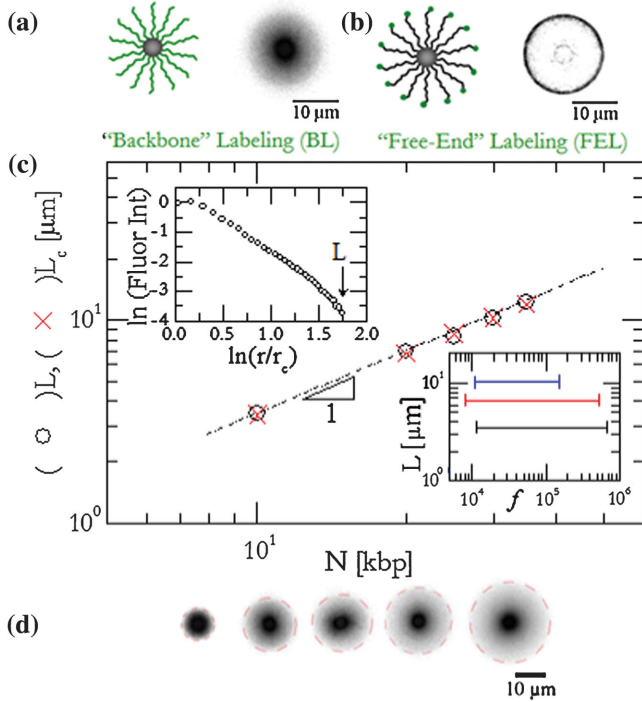 (a)
(b)
10 μm
10 μm
"Backbone" Labeling (BL)
"Free-End" Labeling (FEL)
(c)
( o )L, ( × )L_c [μm]
10^1
10^0
ln (Fluor Int)
0
-1
-2
-3
-4
0.0 0.5 1.0 1.5 2.0
ln(r/r_c)
L
1
L [μm]
10^1
10^0
10^4 10^5 10^6
f
10^1
N [kbp]
(d)
10 μm